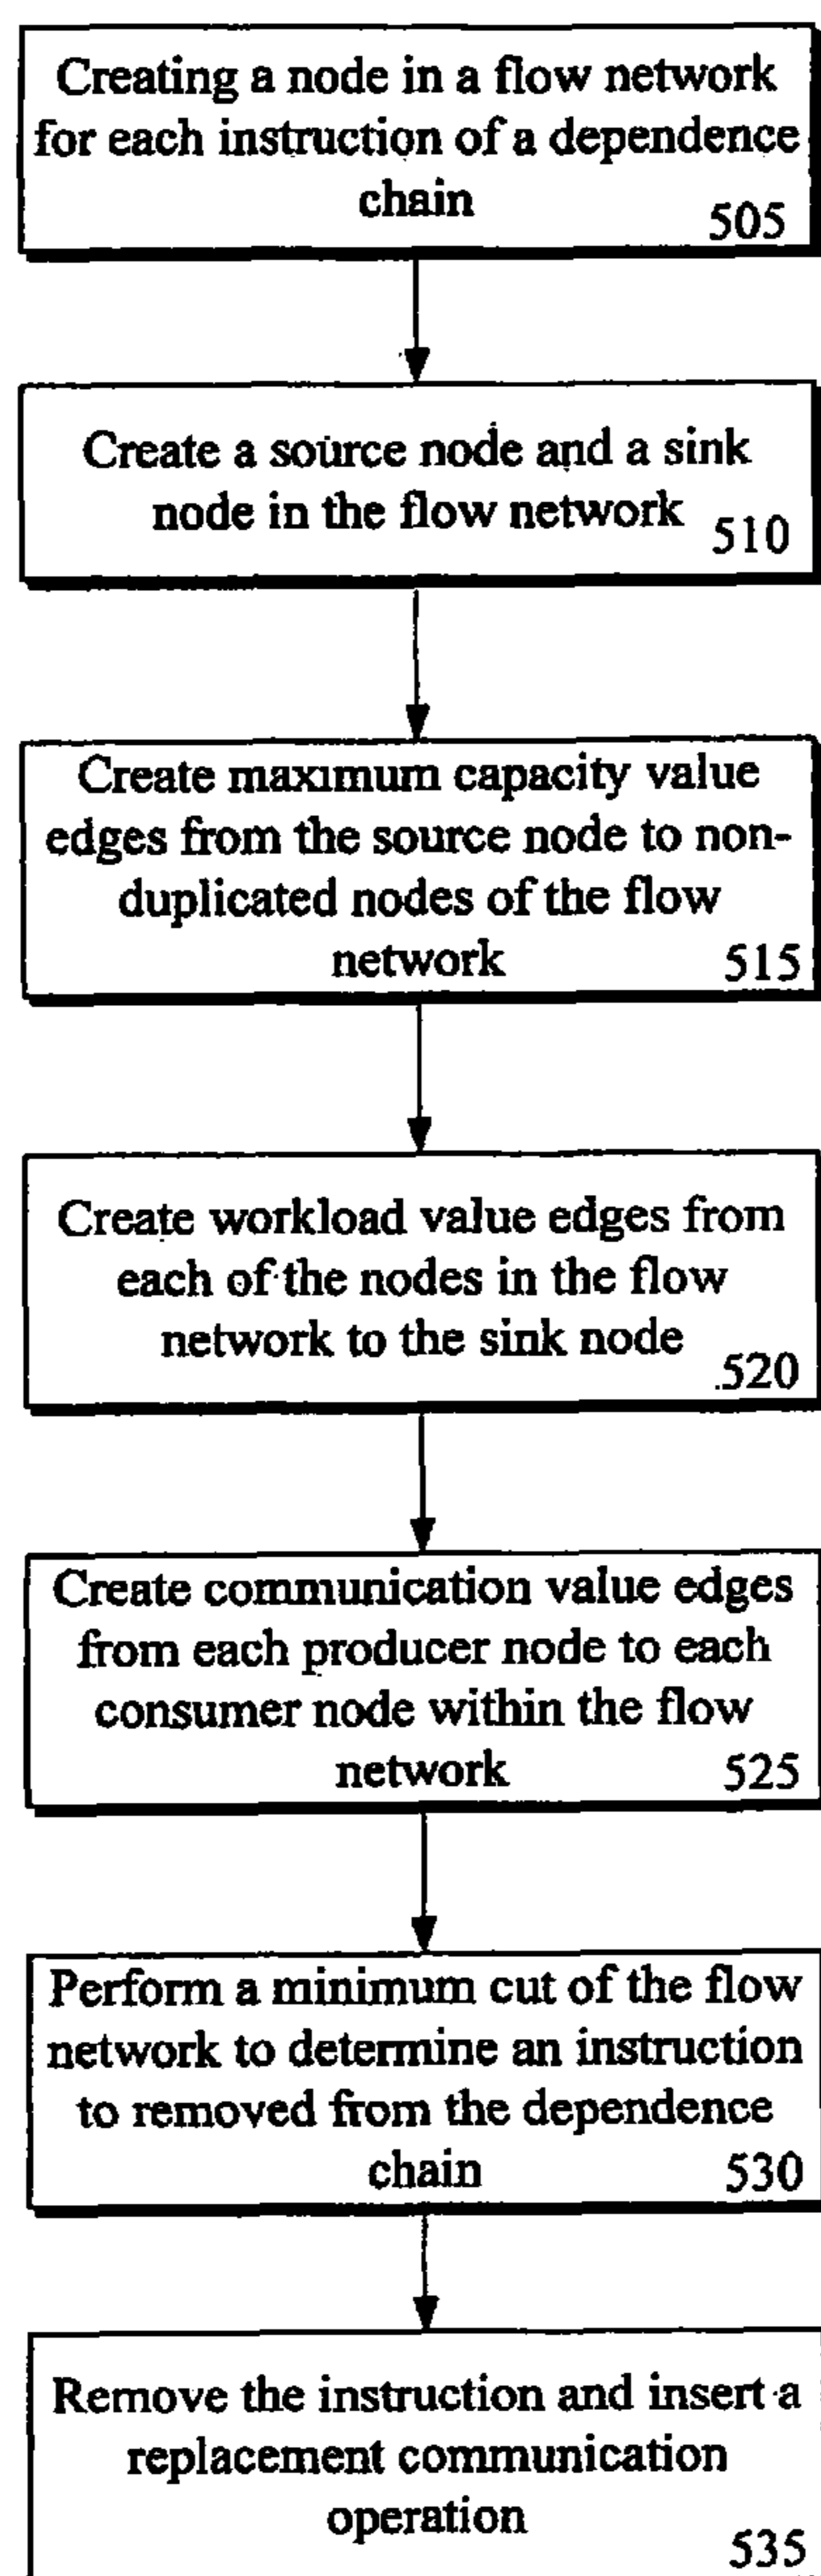 Creating a node in a flow network
for each instruction of a dependence
chain
505
Create a source node and a sink
node in the flow network
510
Create maximum capacity value
edges from the source node to non-
duplicated nodes of the flow
network
515
Create workload value edges from
each of the nodes in the flow
network to the sink node
520
Create communication value edges
from each producer node to each
consumer node within the flow
network
525
Perform a minimum cut of the flow
network to determine an instruction
to removed from the dependence
chain
530
Remove the instruction and insert a
replacement communication
operation
535